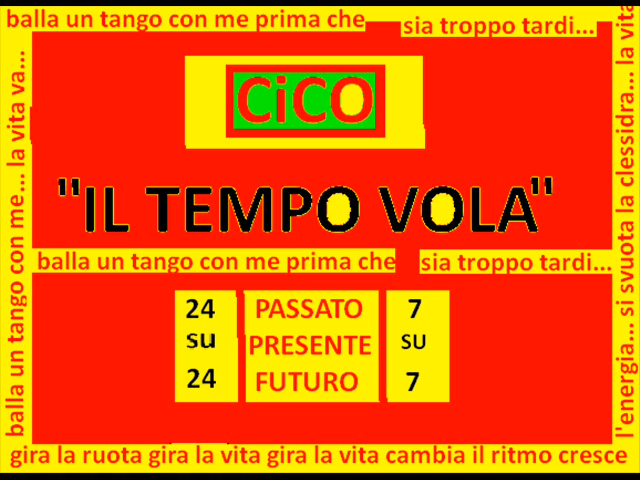 balla un tango con me prima che
sia troppo tardi...
CiCO
"IL TEMPO VOLA"
balla un tango con me prima che
sia troppo tardi...
24 PASSATO 7
su PRESENTE SU
24 FUTURO 7
balla un tango con me... la vita va...
l'energia... si svuota la clessidra... la vita
gira la ruota gira la vita gira la vita cambia il ritmo cresce